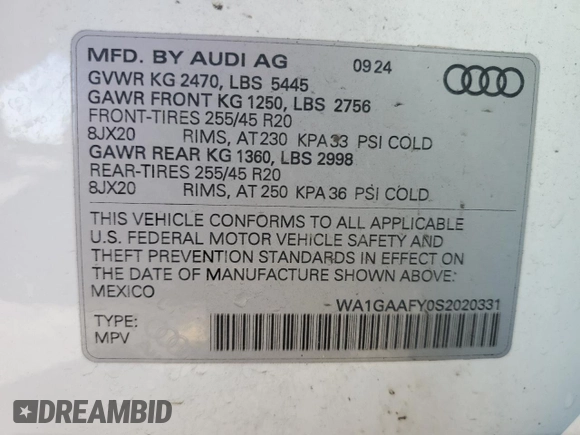 MFD. BY AUDI AG 09 24
GVWR KG 2470, LBS 5445
GAWR FRONT KG 1250, LBS 2756
FRONT-TIRES 255/45 R20
8JX20 RIMS, AT 230 KPA 33 PSI COLD
GAWR REAR KG 1360, LBS 2998
REAR-TIRES 255/45 R20
8JX20 RIMS, AT 250 KPA 36 PSI COLD
THIS VEHICLE CONFORMS TO ALL APPLICABLE
U.S. FEDERAL MOTOR VEHICLE SAFETY AND
THEFT PREVENTION STANDARDS IN EFFECT ON
THE DATE OF MANUFACTURE SHOWN ABOVE:
MEXICO WA1GAAFY0S2020331
TYPE:
MPV
DREAMBID